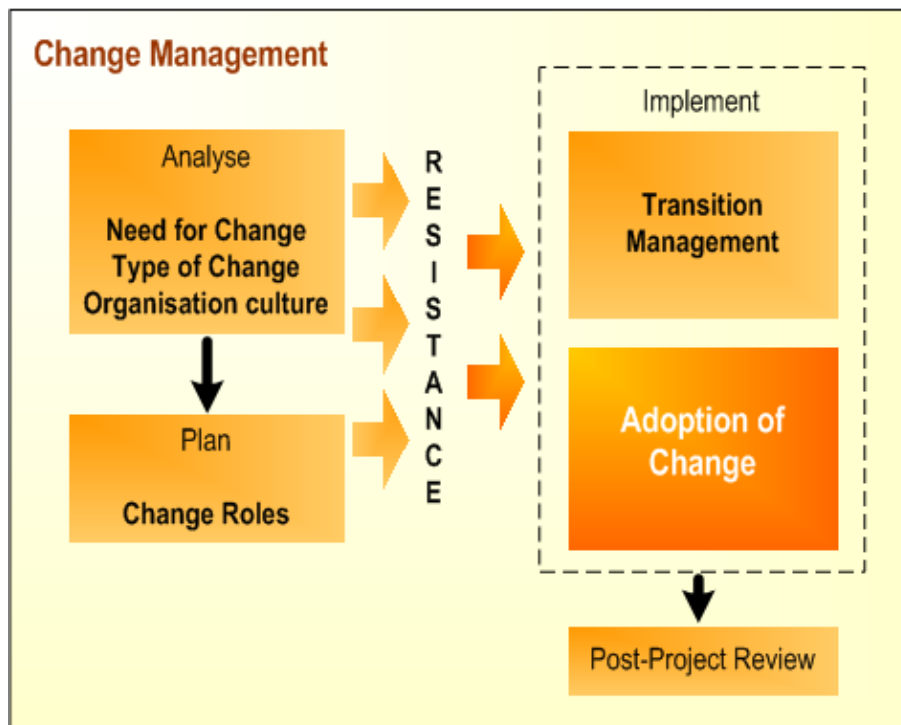 Change Management
Analyse
Need for Change
Type of Change
Organisation culture
Plan
Change Roles
RESISTANCE
Implement
Transition
Management
Adoption of
Change
Post-Project Review